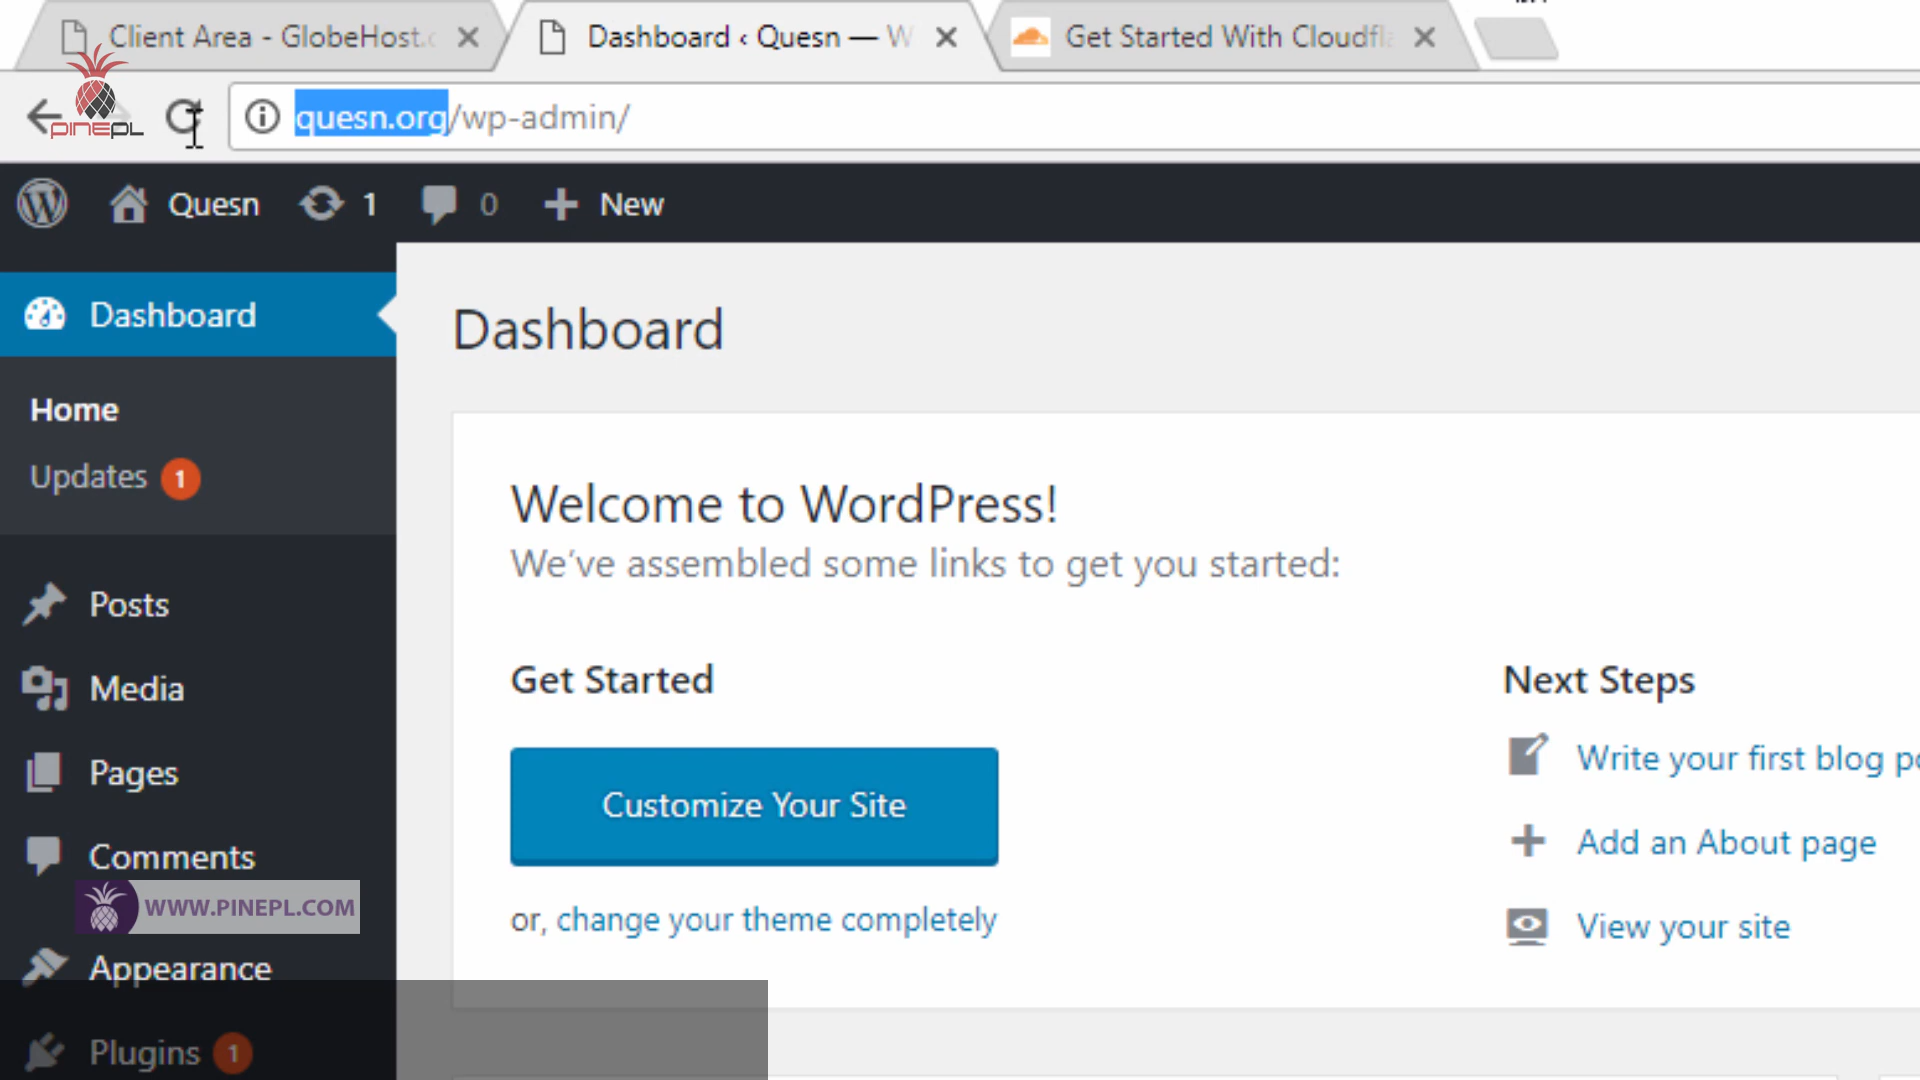 Client Area - GlobeHost.c
Dashboard ‹ Quesn — W
Get Started With Cloudfla
PINEPL
quesn.org/wp-admin/
Quesn 1 0 New
Dashboard
Dashboard
Home
Updates 1
Welcome to WordPress!
We've assembled some links to get you started:
Posts
Get Started
Next Steps
Media
Write your first blog po
Pages
Customize Your Site
Add an About page
Comments
WWW.PINEPL.COM
or, change your theme completely
View your site
Appearance
Plugins 1